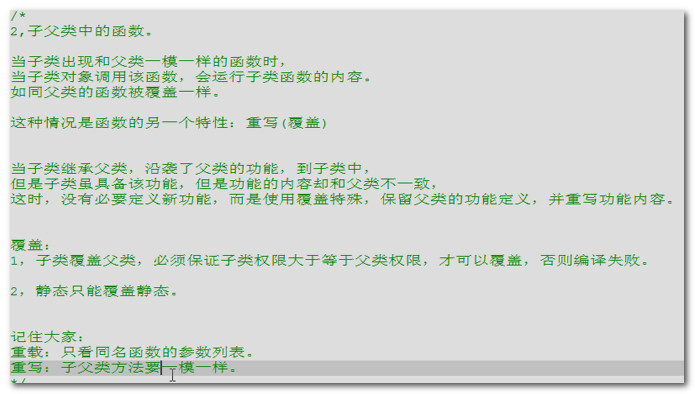 /*
2,子父类中的函数。
当子类出现和父类一模一样的函数时,
当子类对象调用该函数，会运行子类函数的内容。
如同父类的函数被覆盖一样。
这种情况是函数的另一个特性：重写(覆盖)
当子类继承父类，沿袭了父类的功能，到子类中,
但是子类虽具备该功能，但是功能的内容却和父类不一致,
这时，没有必要定义新功能，而是使用覆盖特殊，保留父类的功能定义，并重写功能内容。
覆盖：
1，子类覆盖父类，必须保证子类权限大于等于父类权限，才可以覆盖，否则编译失败。
2，静态只能覆盖静态。
记住大家：
重载：只看同名函数的参数列表。
重写：子父类方法要一模一样。
*/